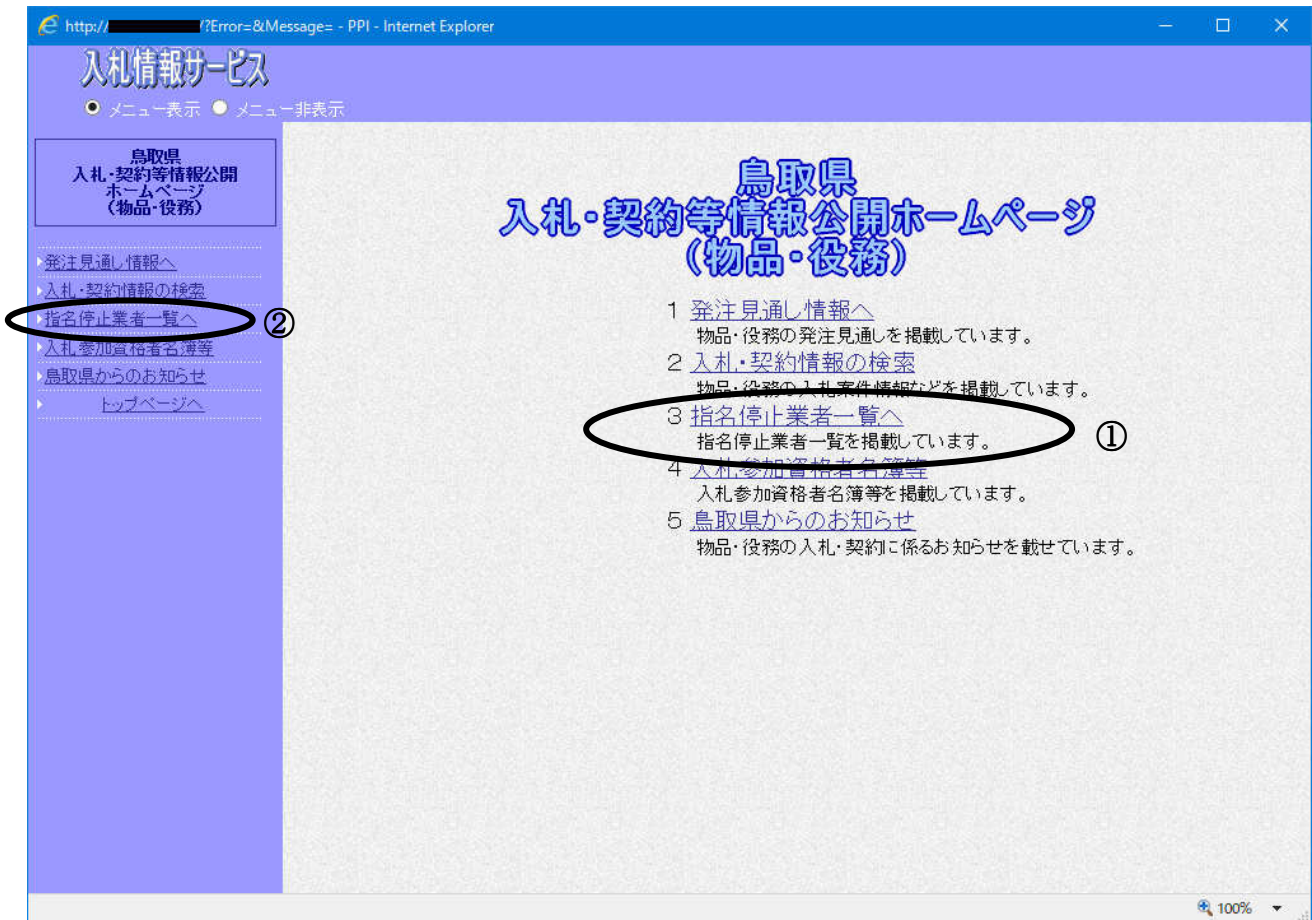 http:// /?Error=&Message= - PPI - Internet Explorer
入札情報サービス
メニュー表示 メニュー非表示
鳥取県
入札・契約等情報公開
ホームページ
(物品・役務)
発注見通し情報へ
入札・契約情報の検索
指名停止業者一覧へ ②
入札参加資格者名簿等
鳥取県からのお知らせ
トップページへ
鳥取県
入札・契約等情報公開ホームページ
(物品・役務)
1 発注見通し情報へ
物品・役務の発注見通しを掲載しています。
2 入札・契約情報の検索
物品・役務の入札案件情報などを掲載しています。
3 指名停止業者一覧へ
指名停止業者一覧を掲載しています。
①
4 入札参加資格者名簿等
入札参加資格者名簿等を掲載しています。
5 鳥取県からのお知らせ
物品・役務の入札・契約に係るお知らせを載せています。
100%